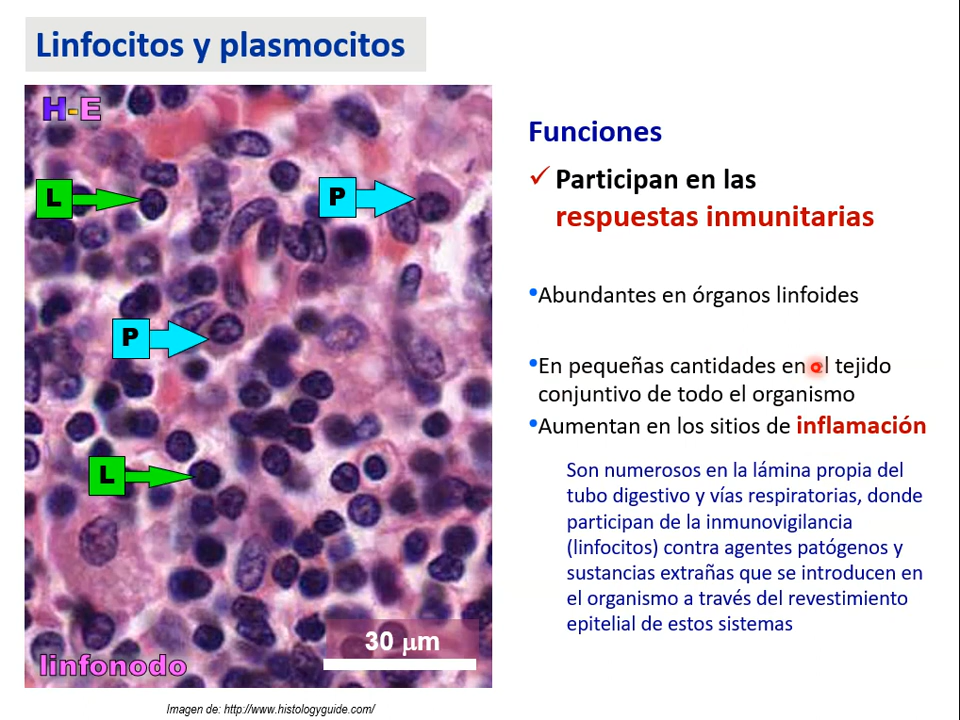 Linfocitos y plasmocitos
H-E
L
P
P
L
30 μm
linfonodo
Imagen de: http://www.histologyguide.com/
Funciones
✓ Participan en las
respuestas inmunitarias
•Abundantes en órganos linfoides
•En pequeñas cantidades en el tejido
conjuntivo de todo el organismo
•Aumentan en los sitios de inflamación
Son numerosos en la lámina propia del
tubo digestivo y vías respiratorias, donde
participan de la inmunovigilancia
(linfocitos) contra agentes patógenos y
sustancias extrañas que se introducen en
el organismo a través del revestimiento
epitelial de estos sistemas